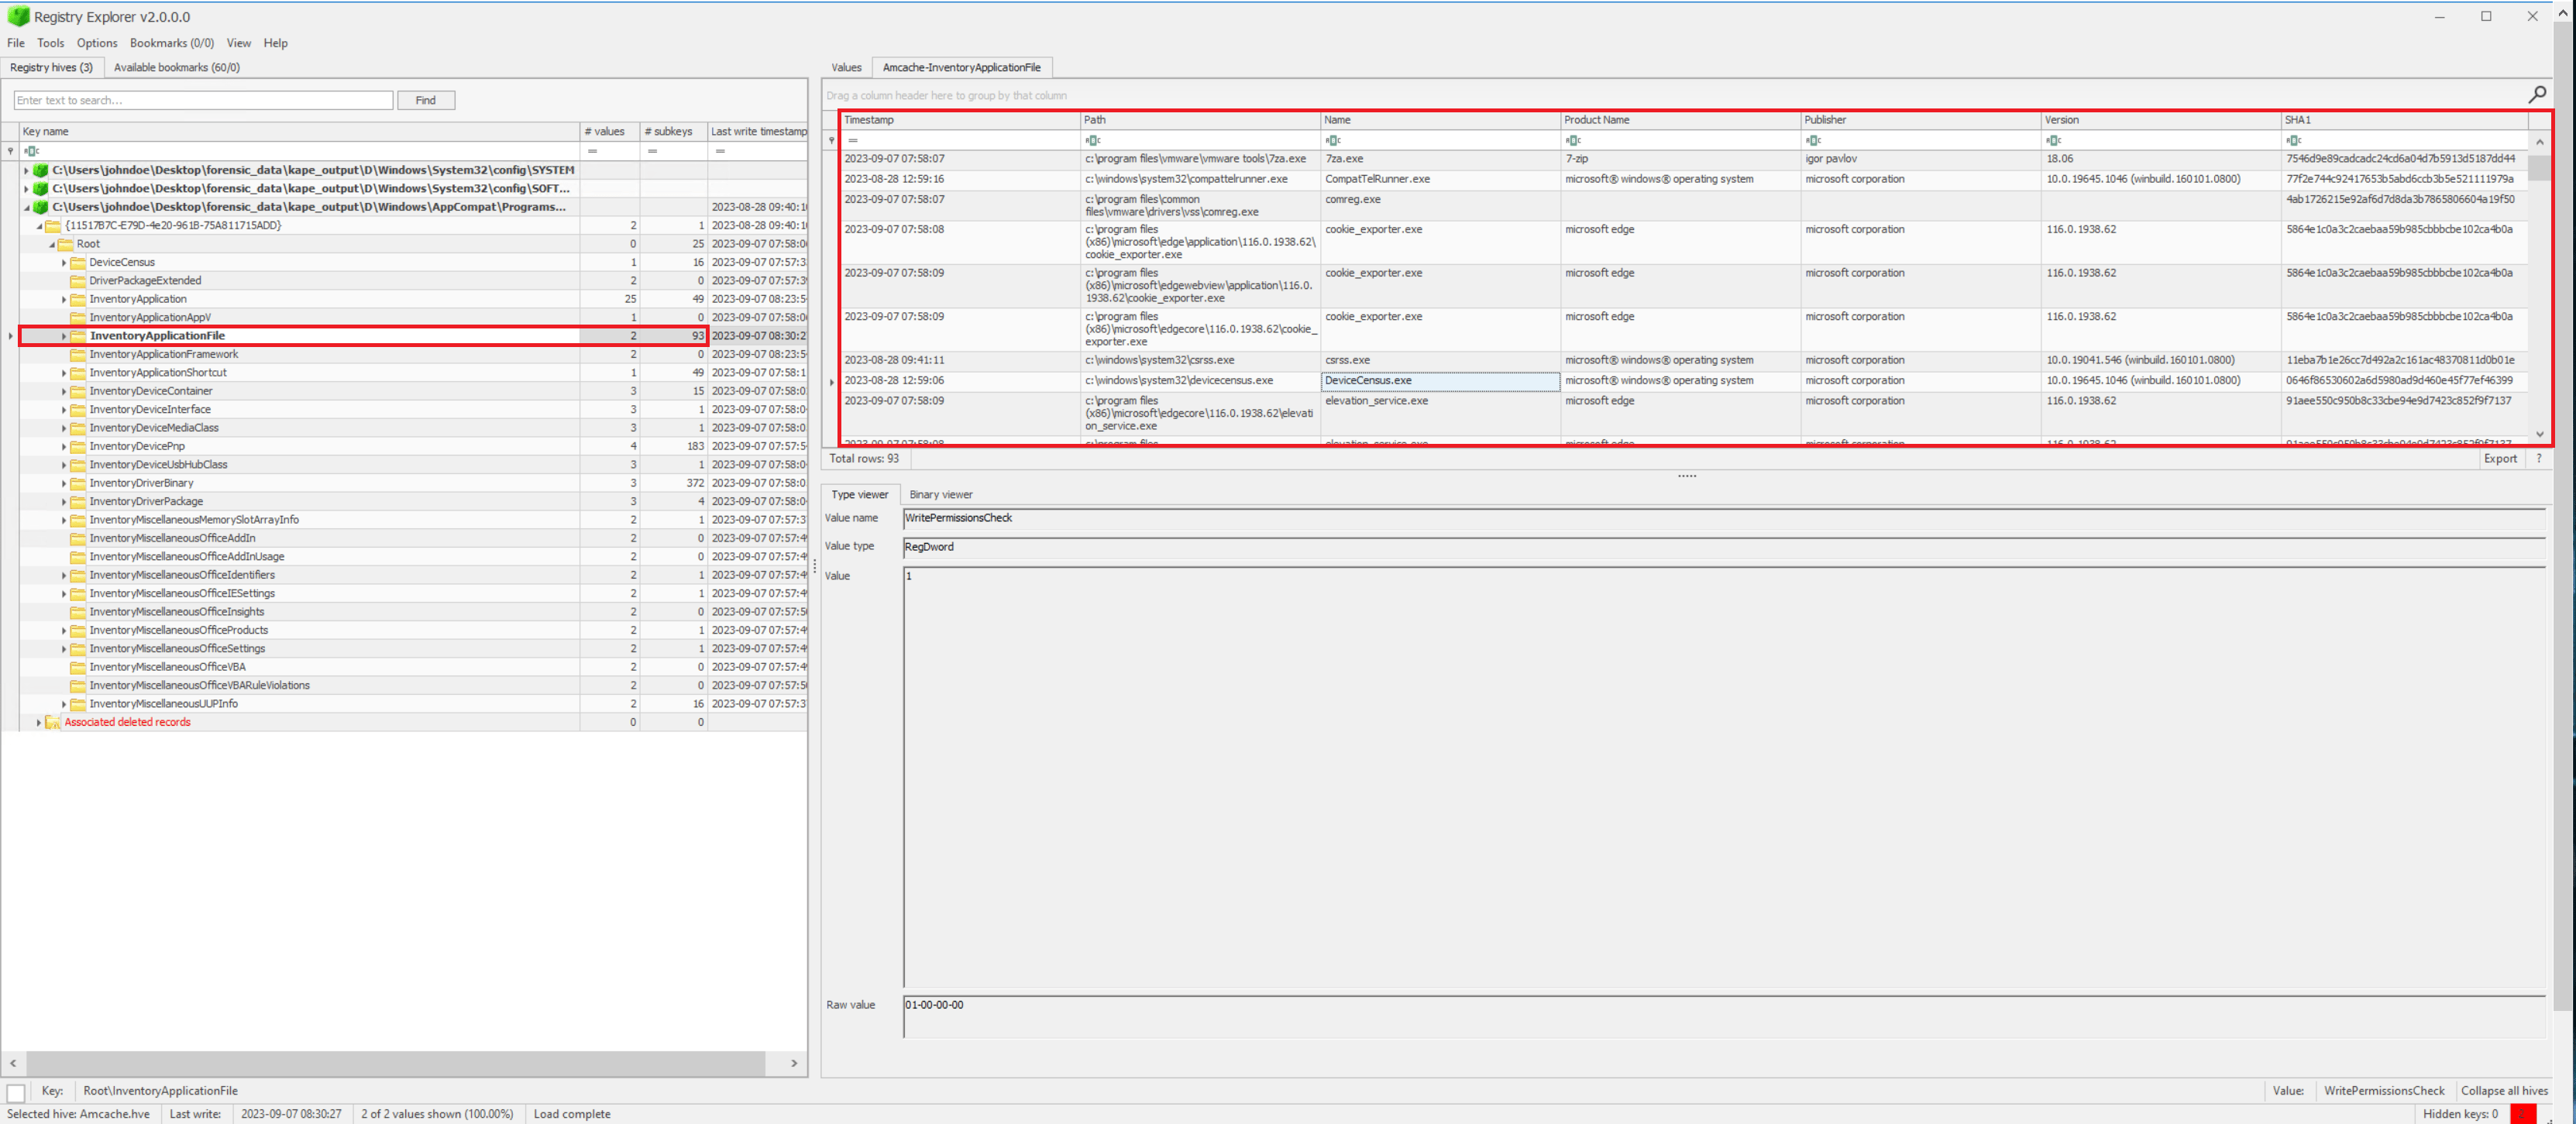 Registry Explorer v2.0.0.0
File Tools Options Bookmarks (0/0) View Help
Registry hives (3) Available bookmarks (60/0)
Enter text to search... Find
Key name # values # subkeys Last write timestamp
= = =
C:\Users\johndoe\Desktop\forensic_data\kape_output\D\Windows\System32\config\SYSTEM
C:\Users\johndoe\Desktop\forensic_data\kape_output\D\Windows\System32\config\SOFT...
C:\Users\johndoe\Desktop\forensic_data\kape_output\D\Windows\AppCompat\Programs... 2023-08-28 09:40:1
{11517B7C-E79D-4e20-961B-75A811715ADD} 2 1 2023-08-28 09:40:1
Root 0 25 2023-09-07 07:58:0
DeviceCensus 1 16 2023-09-07 07:57:3
DriverPackageExtended 2 0 2023-09-07 07:57:3
InventoryApplication 25 49 2023-09-07 08:23:5
InventoryApplicationAppV 1 0 2023-09-07 07:58:0
InventoryApplicationFile 2 93 2023-09-07 08:30:2
InventoryApplicationFramework 2 0 2023-09-07 08:23:5
InventoryApplicationShortcut 1 49 2023-09-07 07:58:1
InventoryDeviceContainer 3 15 2023-09-07 07:58:0
InventoryDeviceInterface 3 1 2023-09-07 07:58:0
InventoryDeviceMediaClass 3 1 2023-09-07 07:58:0
InventoryDevicePnp 4 183 2023-09-07 07:57:5
InventoryDeviceUsbHubClass 3 1 2023-09-07 07:58:0
InventoryDriverBinary 3 372 2023-09-07 07:58:0
InventoryDriverPackage 3 4 2023-09-07 07:58:0
InventoryMiscellaneousMemorySlotArrayInfo 2 1 2023-09-07 07:57:3
InventoryMiscellaneousOfficeAddIn 2 0 2023-09-07 07:57:4
InventoryMiscellaneousOfficeAddInUsage 2 0 2023-09-07 07:57:4
InventoryMiscellaneousOfficeIdentifiers 2 1 2023-09-07 07:57:4
InventoryMiscellaneousOfficeIESettings 2 1 2023-09-07 07:57:4
InventoryMiscellaneousOfficeInsights 2 0 2023-09-07 07:57:5
InventoryMiscellaneousOfficeProducts 2 1 2023-09-07 07:57:4
InventoryMiscellaneousOfficeSettings 2 1 2023-09-07 07:57:4
InventoryMiscellaneousOfficeVBA 2 0 2023-09-07 07:57:4
InventoryMiscellaneousOfficeVBARuleViolations 2 0 2023-09-07 07:57:5
InventoryMiscellaneousUUPInfo 2 16 2023-09-07 07:57:3
Associated deleted records 0 0
Values Amcache-InventoryApplicationFile
Drag a column header here to group by that column
Timestamp Path Name Product Name Publisher Version SHA1
=
2023-09-07 07:58:07 c:\program files\vmware\vmware tools\7za.exe 7za.exe 7-zip igor pavlov 18.06 7546d9e89cadcadc24cd6a04d7b5913d5187dd44
2023-08-28 12:59:16 c:\windows\system32\compattelrunner.exe CompatTelRunner.exe microsoft® windows® operating system microsoft corporation 10.0.19645.1046 (winbuild.160101.0800) 77f2e744c92417653b5abd6ccb3b5e521111979a
2023-09-07 07:58:07 c:\program files\common comreg.exe 4ab1726215e92af6d7d8da3b7865806604a19f50
files\vmware\drivers\vss\comreg.exe
2023-09-07 07:58:08 c:\program files cookie_exporter.exe microsoft edge microsoft corporation 116.0.1938.62 5864e1c0a3c2caebaa59b985cbbbcbe102ca4b0a
(x86)\microsoft\edge\application\116.0.1938.62\
cookie_exporter.exe
2023-09-07 07:58:09 c:\program files cookie_exporter.exe microsoft edge microsoft corporation 116.0.1938.62 5864e1c0a3c2caebaa59b985cbbbcbe102ca4b0a
(x86)\microsoft\edgewebview\application\116.0.
1938.62\cookie_exporter.exe
2023-09-07 07:58:09 c:\program files cookie_exporter.exe microsoft edge microsoft corporation 116.0.1938.62 5864e1c0a3c2caebaa59b985cbbbcbe102ca4b0a
(x86)\microsoft\edgecore\116.0.1938.62\cookie_
exporter.exe
2023-08-28 09:41:11 c:\windows\system32\csrss.exe csrss.exe microsoft® windows® operating system microsoft corporation 10.0.19041.546 (winbuild.160101.0800) 11eba7b1e26cc7d492a2c161ac48370811d0b01e
2023-08-28 12:59:06 c:\windows\system32\devicecensus.exe DeviceCensus.exe microsoft® windows® operating system microsoft corporation 10.0.19645.1046 (winbuild.160101.0800) 0646f86530602a6d5980ad9d460e45f77ef46399
2023-09-07 07:58:09 c:\program files elevation_service.exe microsoft edge microsoft corporation 116.0.1938.62 91aee550c950b8c33cbe94e9d7423c852f9f7137
(x86)\microsoft\edgecore\116.0.1938.62\elevati
on_service.exe
2023-09-07 07:58:08 c:\program files elevation_service.exe microsoft edge microsoft corporation 116.0.1938.62 91aee550c950b8c33cbe94e9d7423c852f9f7137
Total rows: 93 Export ?
Type viewer Binary viewer
Value name WritePermissionsCheck
Value type RegDword
Value 1
Raw value 01-00-00-00
Key: Root\InventoryApplicationFile Value: WritePermissionsCheck Collapse all hives
Selected hive: Amcache.hve Last write: 2023-09-07 08:30:27 2 of 2 values shown (100.00%) Load complete Hidden keys: 0